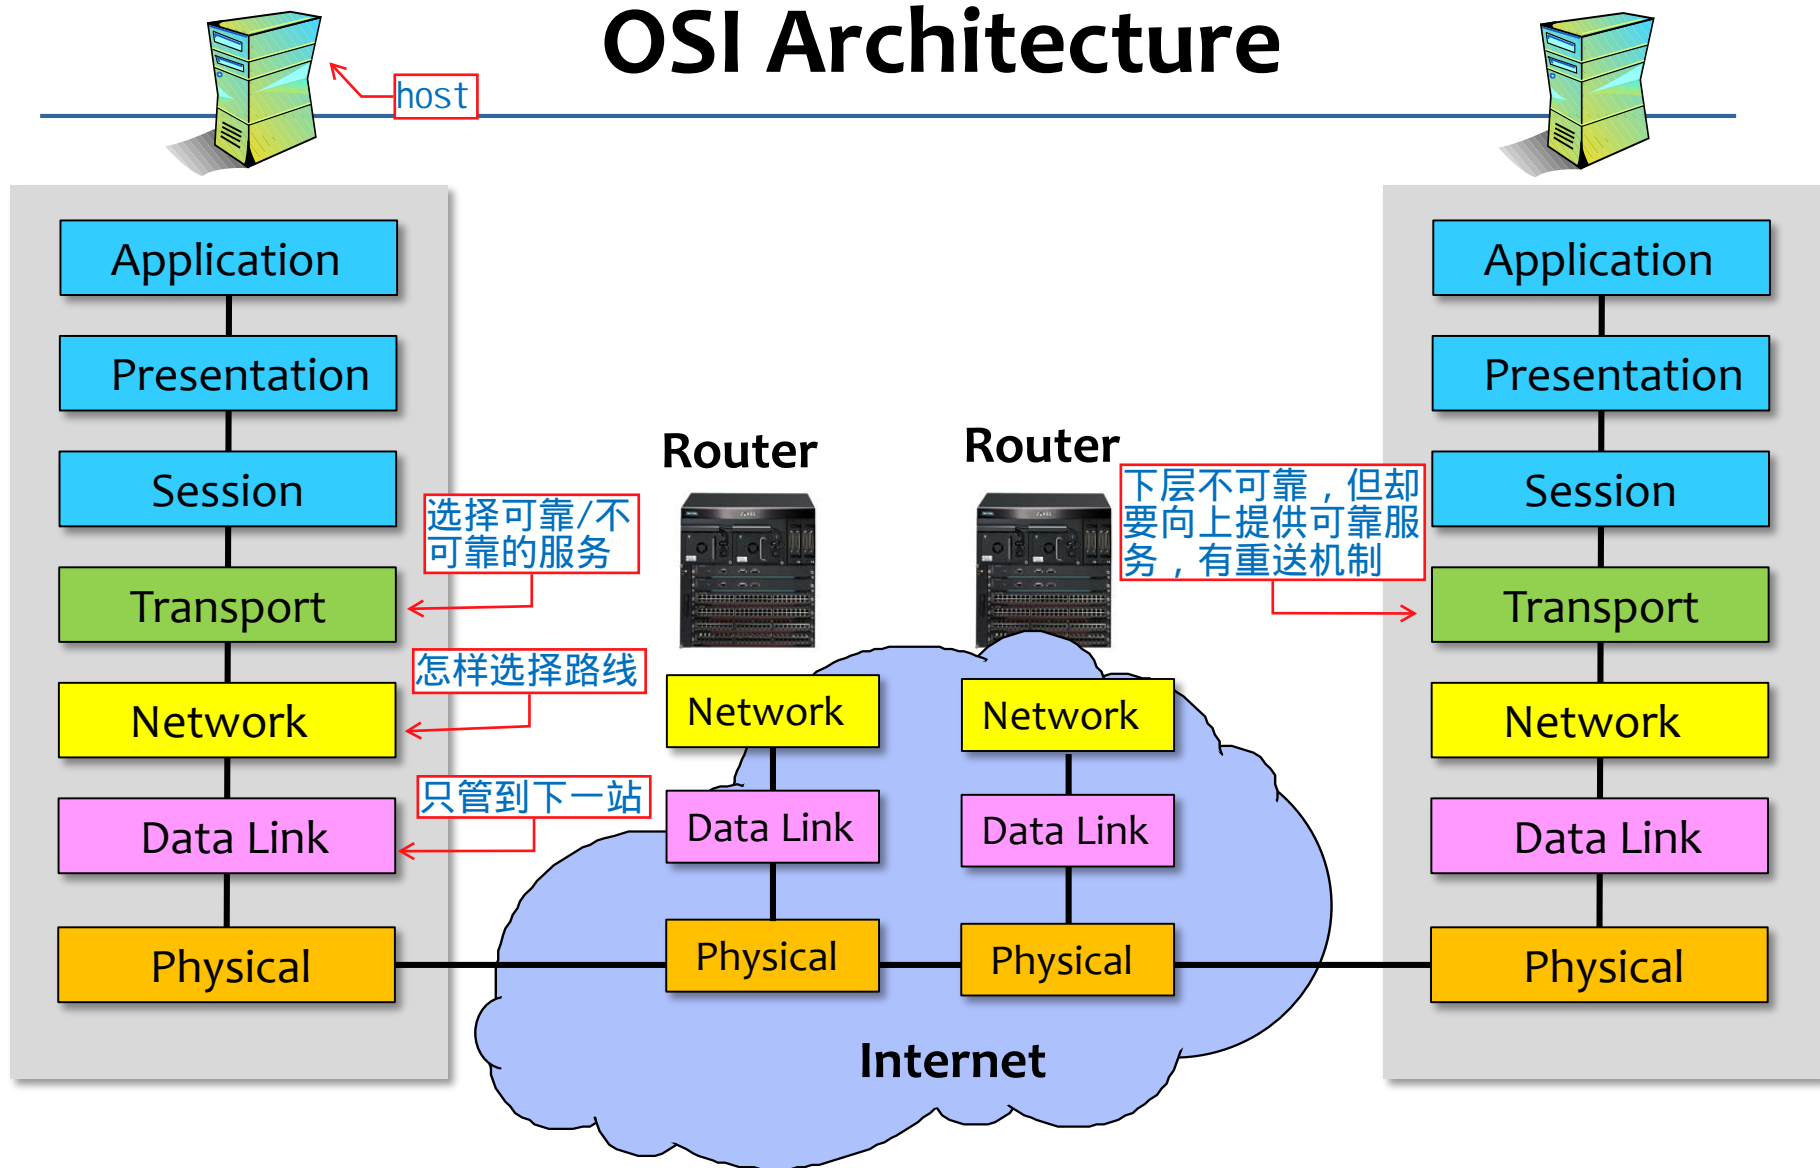 OSI Architecture
host
Application
Presentation
Session
Transport
Network
Data Link
Physical
选择可靠/不
可靠的服务
怎样选择路线
只管到下一站
Router
Network
Data Link
Physical
Router
Network
Data Link
Physical
Internet
下层不可靠，但却
要向上提供可靠服
务，有重送机制
Application
Presentation
Session
Transport
Network
Data Link
Physical